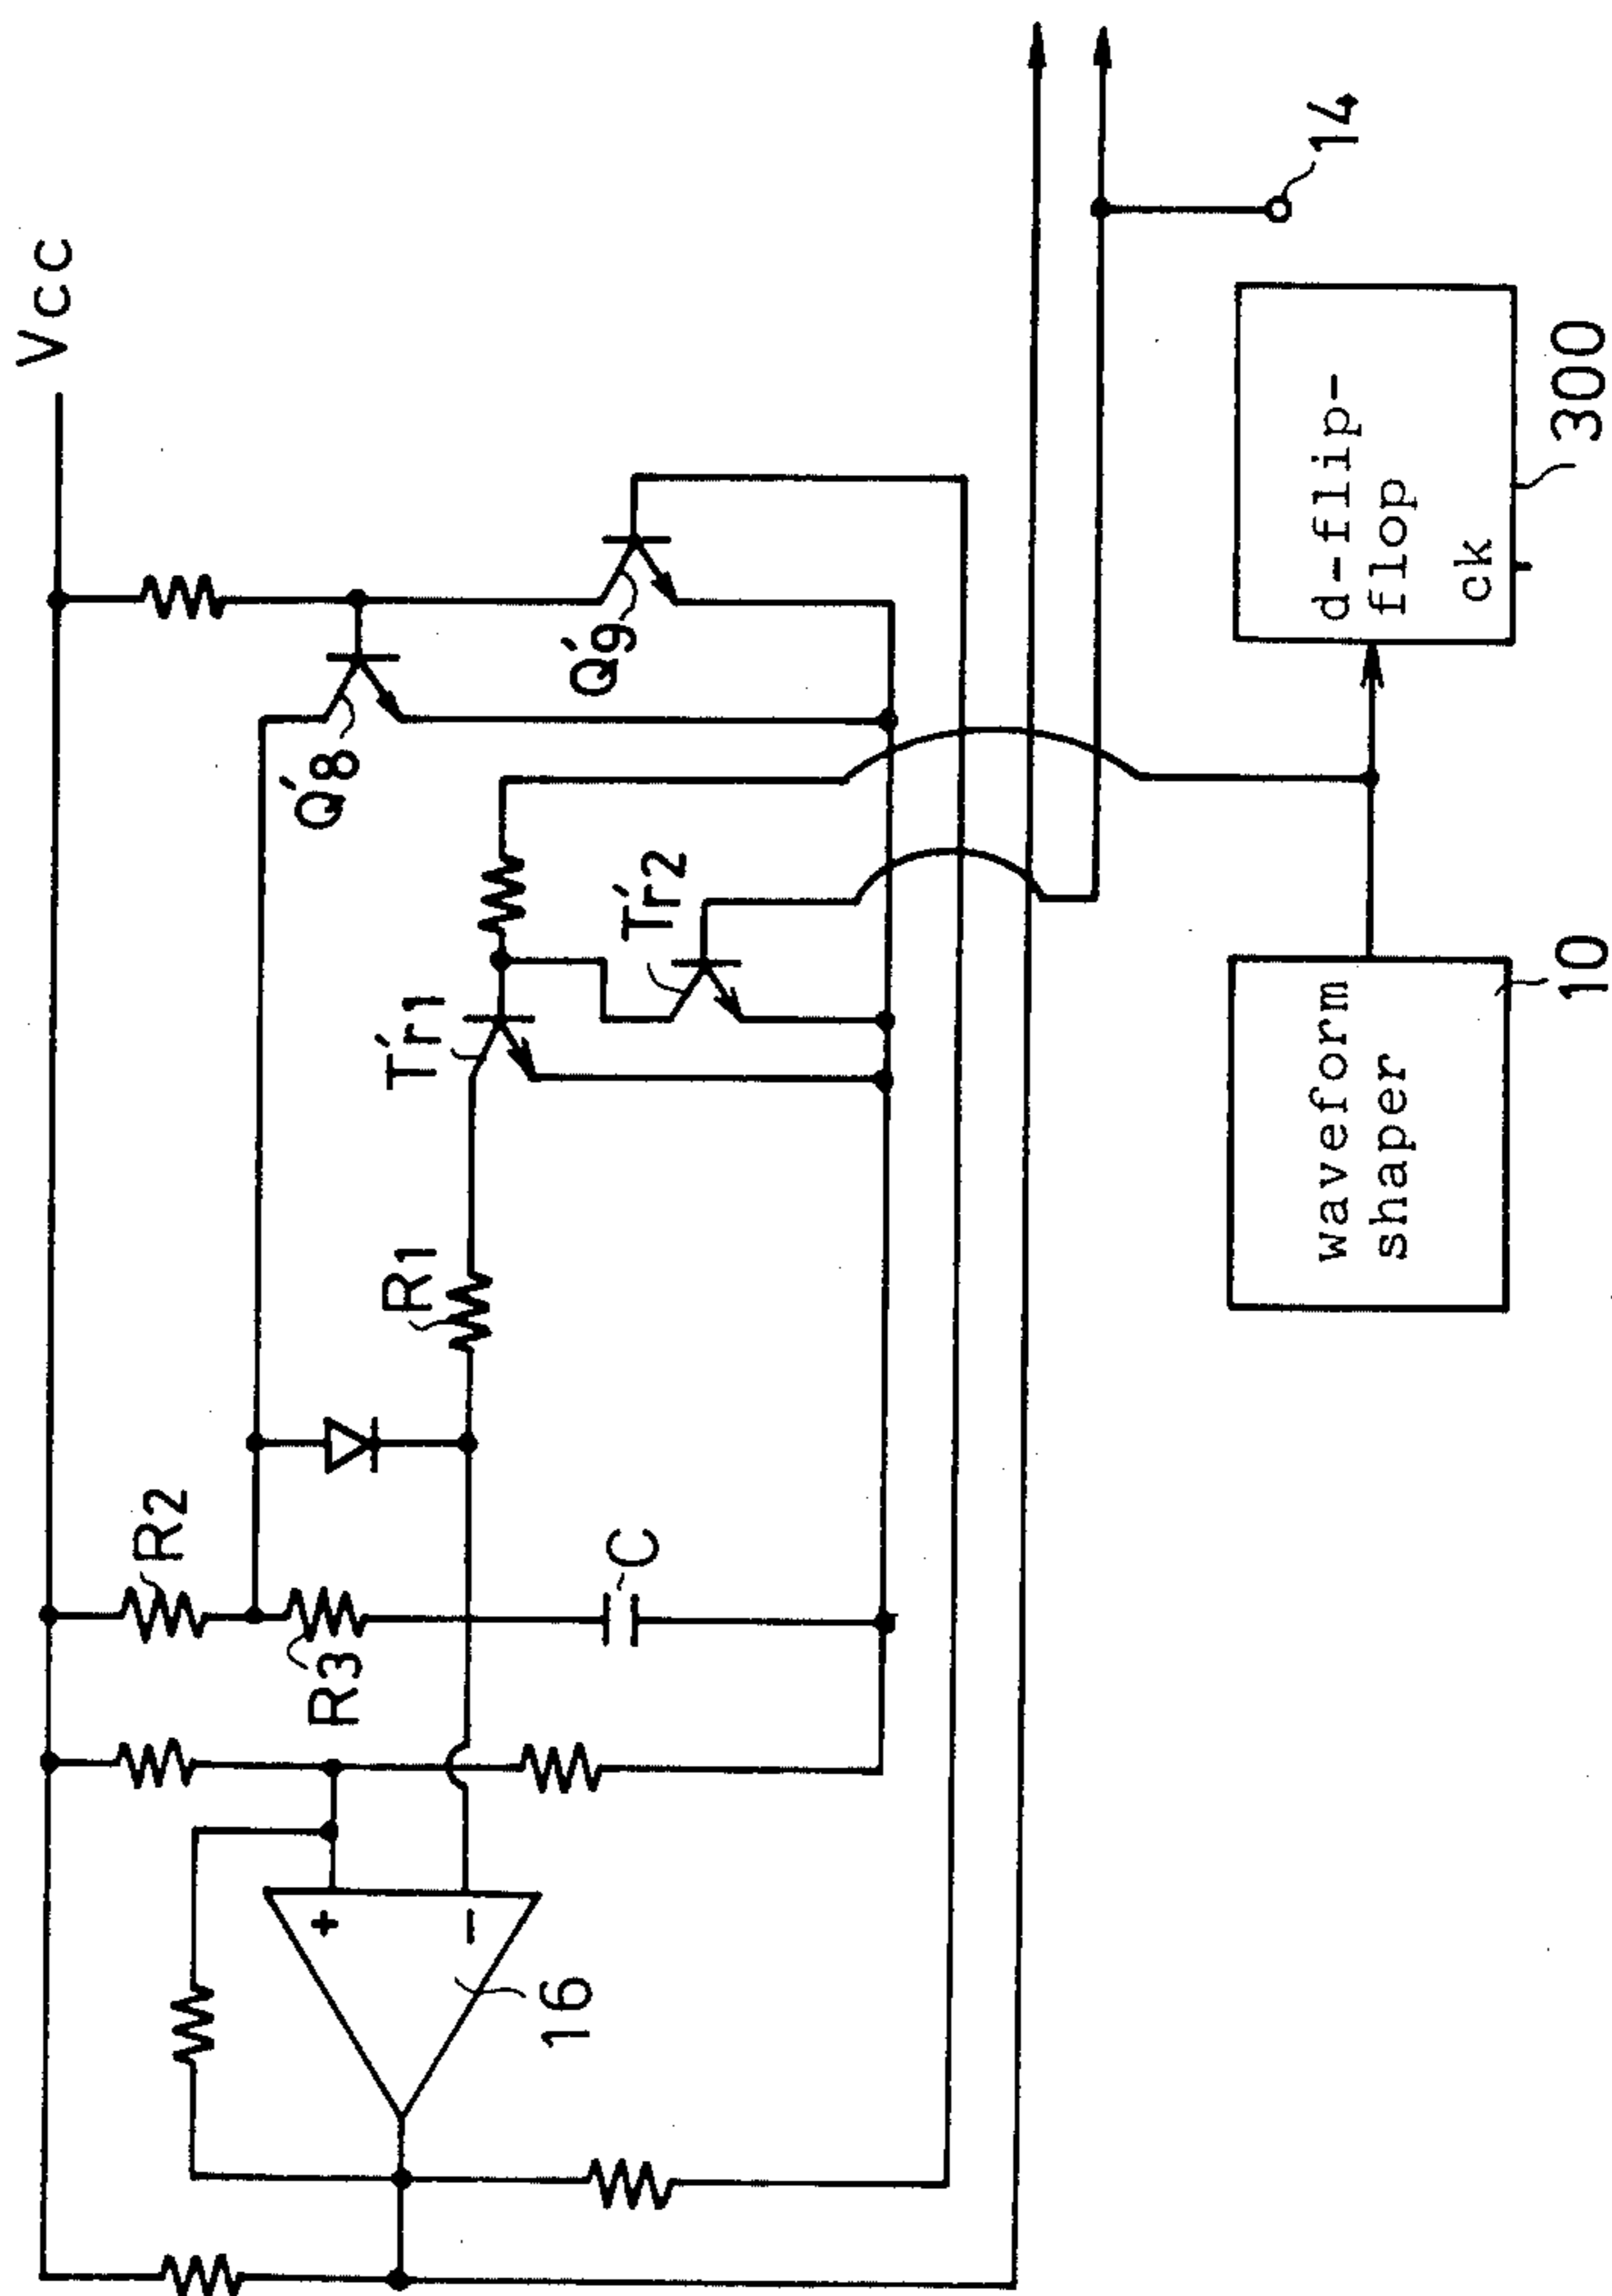 Vcc
Q'8
Q'9
T'r1
T'r2
R1
R2
R3
C
+
−
16
14
waveform
shaper
10
d-flip-
flop
ck
300